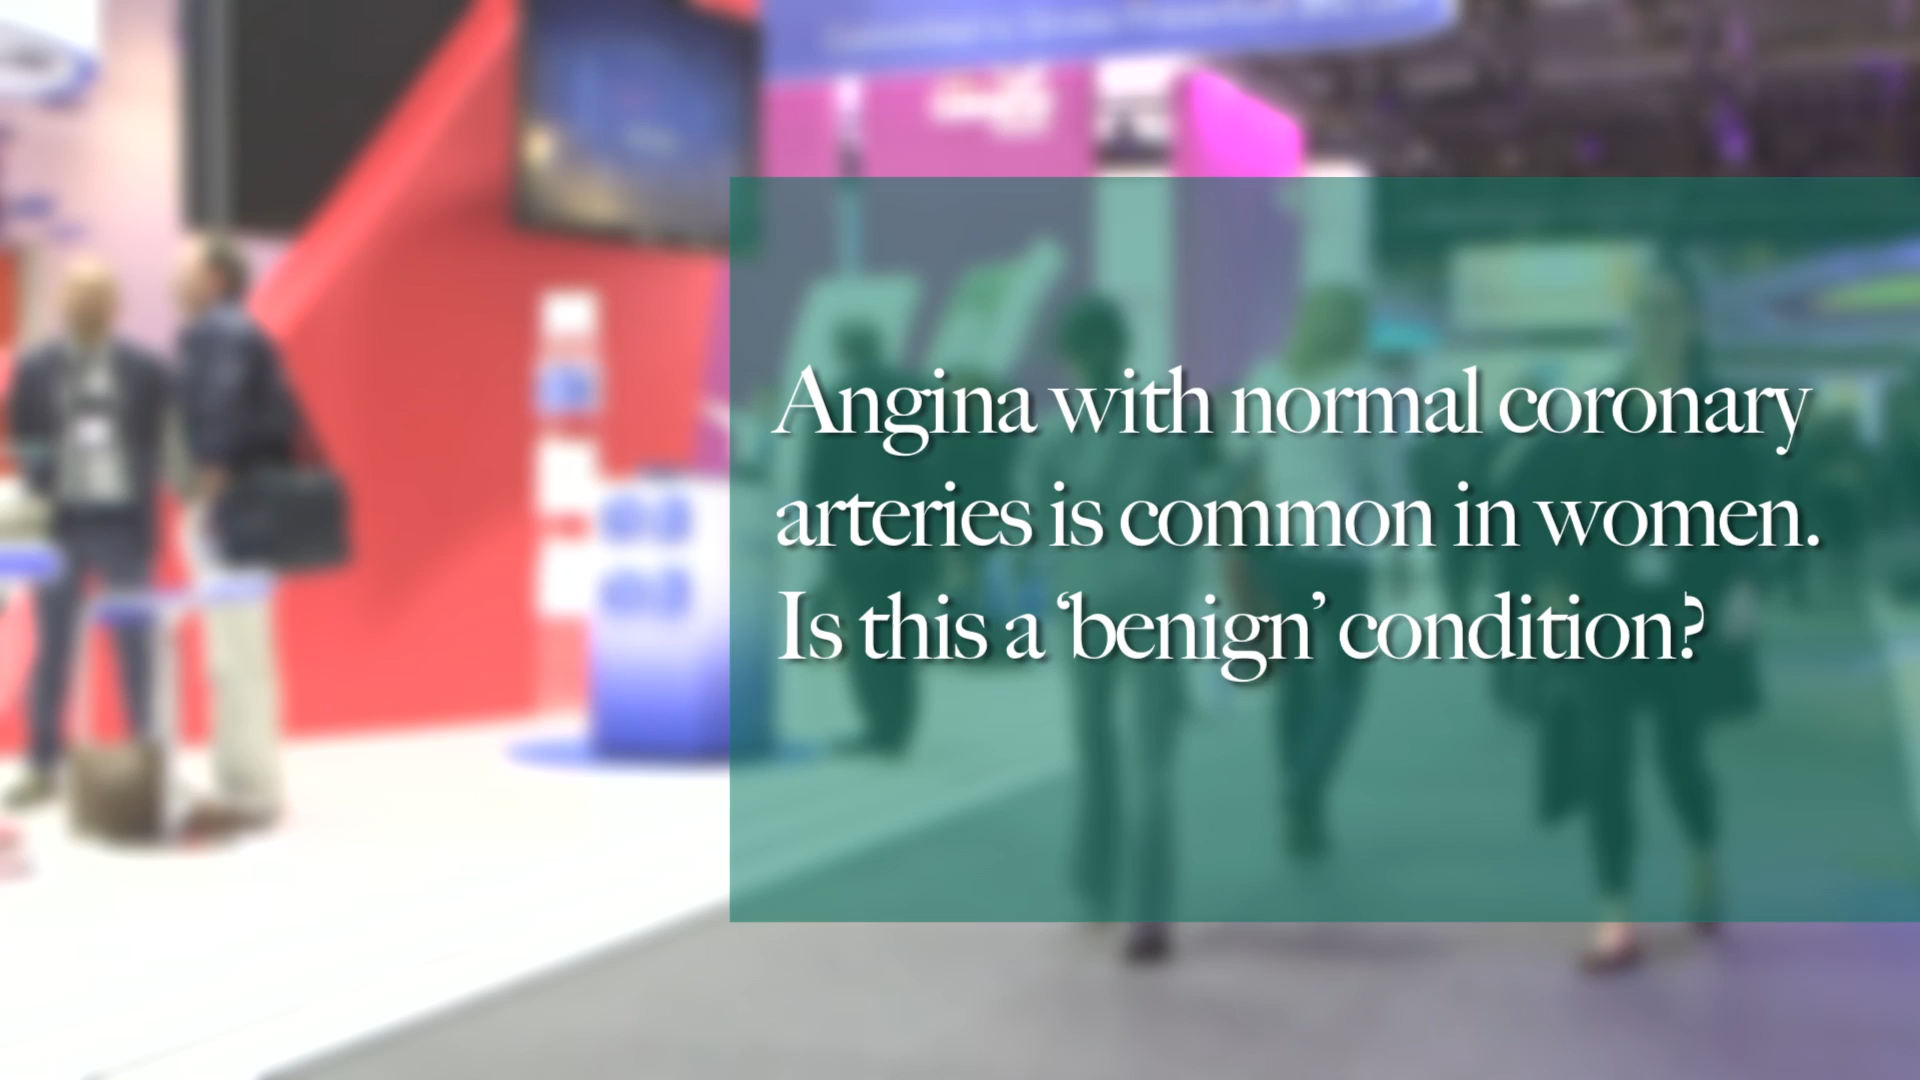 Angina with normal coronary
arteries is common in women.
Is this a ‘benign’ condition?